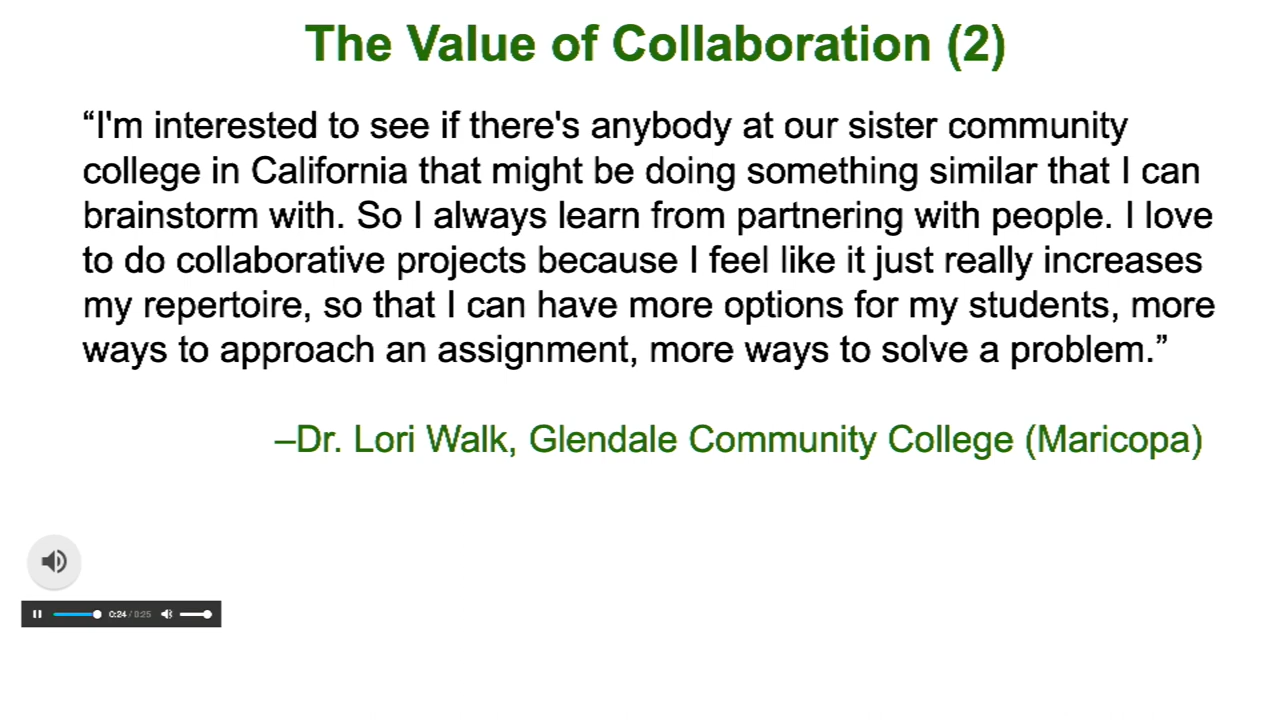 The Value of Collaboration (2)
“I'm interested to see if there's anybody at our sister community
college in California that might be doing something similar that I can
brainstorm with. So I always learn from partnering with people. I love
to do collaborative projects because I feel like it just really increases
my repertoire, so that I can have more options for my students, more
ways to approach an assignment, more ways to solve a problem.”
–Dr. Lori Walk, Glendale Community College (Maricopa)
0:24 / 0:25